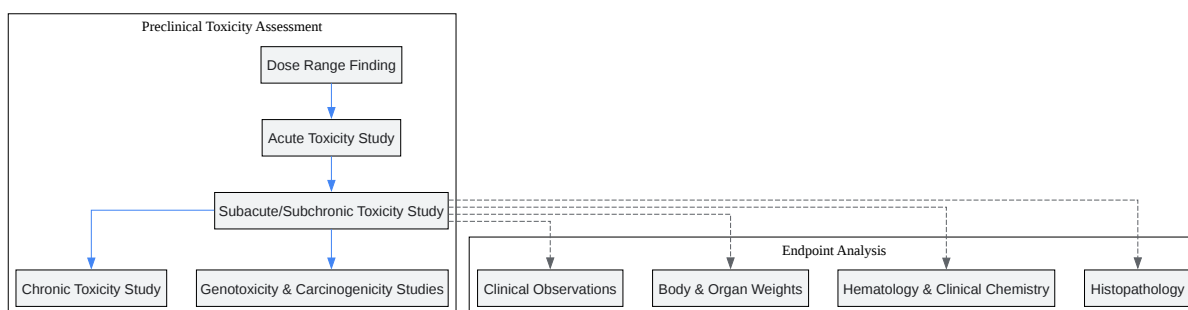 Preclinical Toxicity Assessment
Dose Range Finding
Acute Toxicity Study
Subacute/Subchronic Toxicity Study
Endpoint Analysis
Chronic Toxicity Study
Genotoxicity & Carcinogenicity Studies
Clinical Observations
Body & Organ Weights
Hematology & Clinical Chemistry
Histopathology